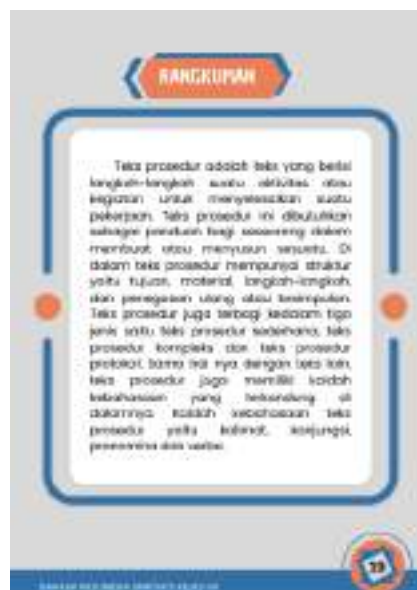 RANGKUMAN
Teks prosedur adalah teks yang berisi
langkah-langkah suatu aktivitas atau
kegiatan untuk menyelesaikan suatu
pekerjaan. Teks prosedur ini dibutuhkan
sebagai panduan bagi seseorang dalam
membuat atau menyusun sesuatu. Di
dalam teks prosedur mempunyai struktur
yaitu tujuan, material, langkah-langkah,
dan penegasan ulang atau kesimpulan.
Teks prosedur juga terbagi kedalam tiga
jenis yaitu teks prosedur sederhana, teks
prosedur kompleks dan teks prosedur
protokol. Sama hal nya dengan teks lain,
teks prosedur juga memiliki kaidah
kebahasaan yang terkandung di
dalamnya. Kaidah kebahasaan teks
prosedur yaitu kalimat, konjungsi,
pronomina dan verba.
19